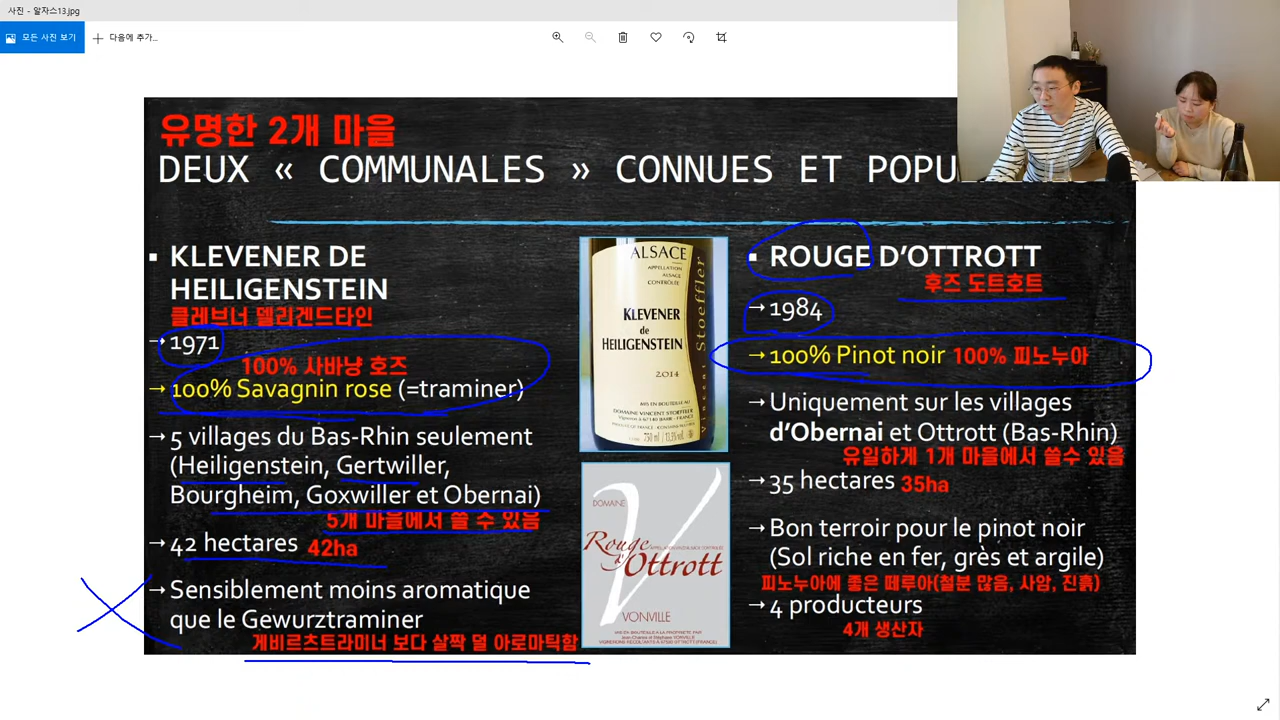 사진 - 알자스13.jpg
모든 사진 보기
다음에 추가...
유명한 2개 마을
DEUX « COMMUNALES » CONNUES ET
▪ KLEVENER DE
HEILIGENSTEIN
클레브너 델리겐드타인
→ 1971
100% 사바냥 호즈
→ 100% Savagnin rose (=traminer)
→ 5 villages du Bas-Rhin seulement
(Heiligenstein, Gertwiller,
Bourgheim, Goxwiller et Obernai)
5개 마을에서 쓸 수 있음
→ 42 hectares 42ha
→ Sensiblement moins aromatique
que le Gewurztraminer
게비르츠트라미너 보다 살짝 덜 아로마틱함
ALSACE
APPELLATION
ALSACE
CONTRÔLÉE
KLEVENER
de
HEILIGENSTEIN
2014
MIS EN BOUTEILLE AU
DOMAINE VINCENT STOEFFLER
750 ml / 13,5% vol
Vincent Stoeffler
DOMAINE
Rouge
d'Ottrott
VONVILLE
▪ ROUGE D'OTTROTT
후즈 도트호트
→ 1984
→ 100% Pinot noir 100% 피노누아
→ Uniquement sur les villages
d'Obernai et Ottrott (Bas-Rhin)
유일하게 1개 마을에서 쓸수 있음
→ 35 hectares 35ha
→ Bon terroir pour le pinot noir
(Sol riche en fer, grès et argile)
피노누아에 좋은 떼루아(철분 많음, 사암, 진흙)
→ 4 producteurs
4개 생산자